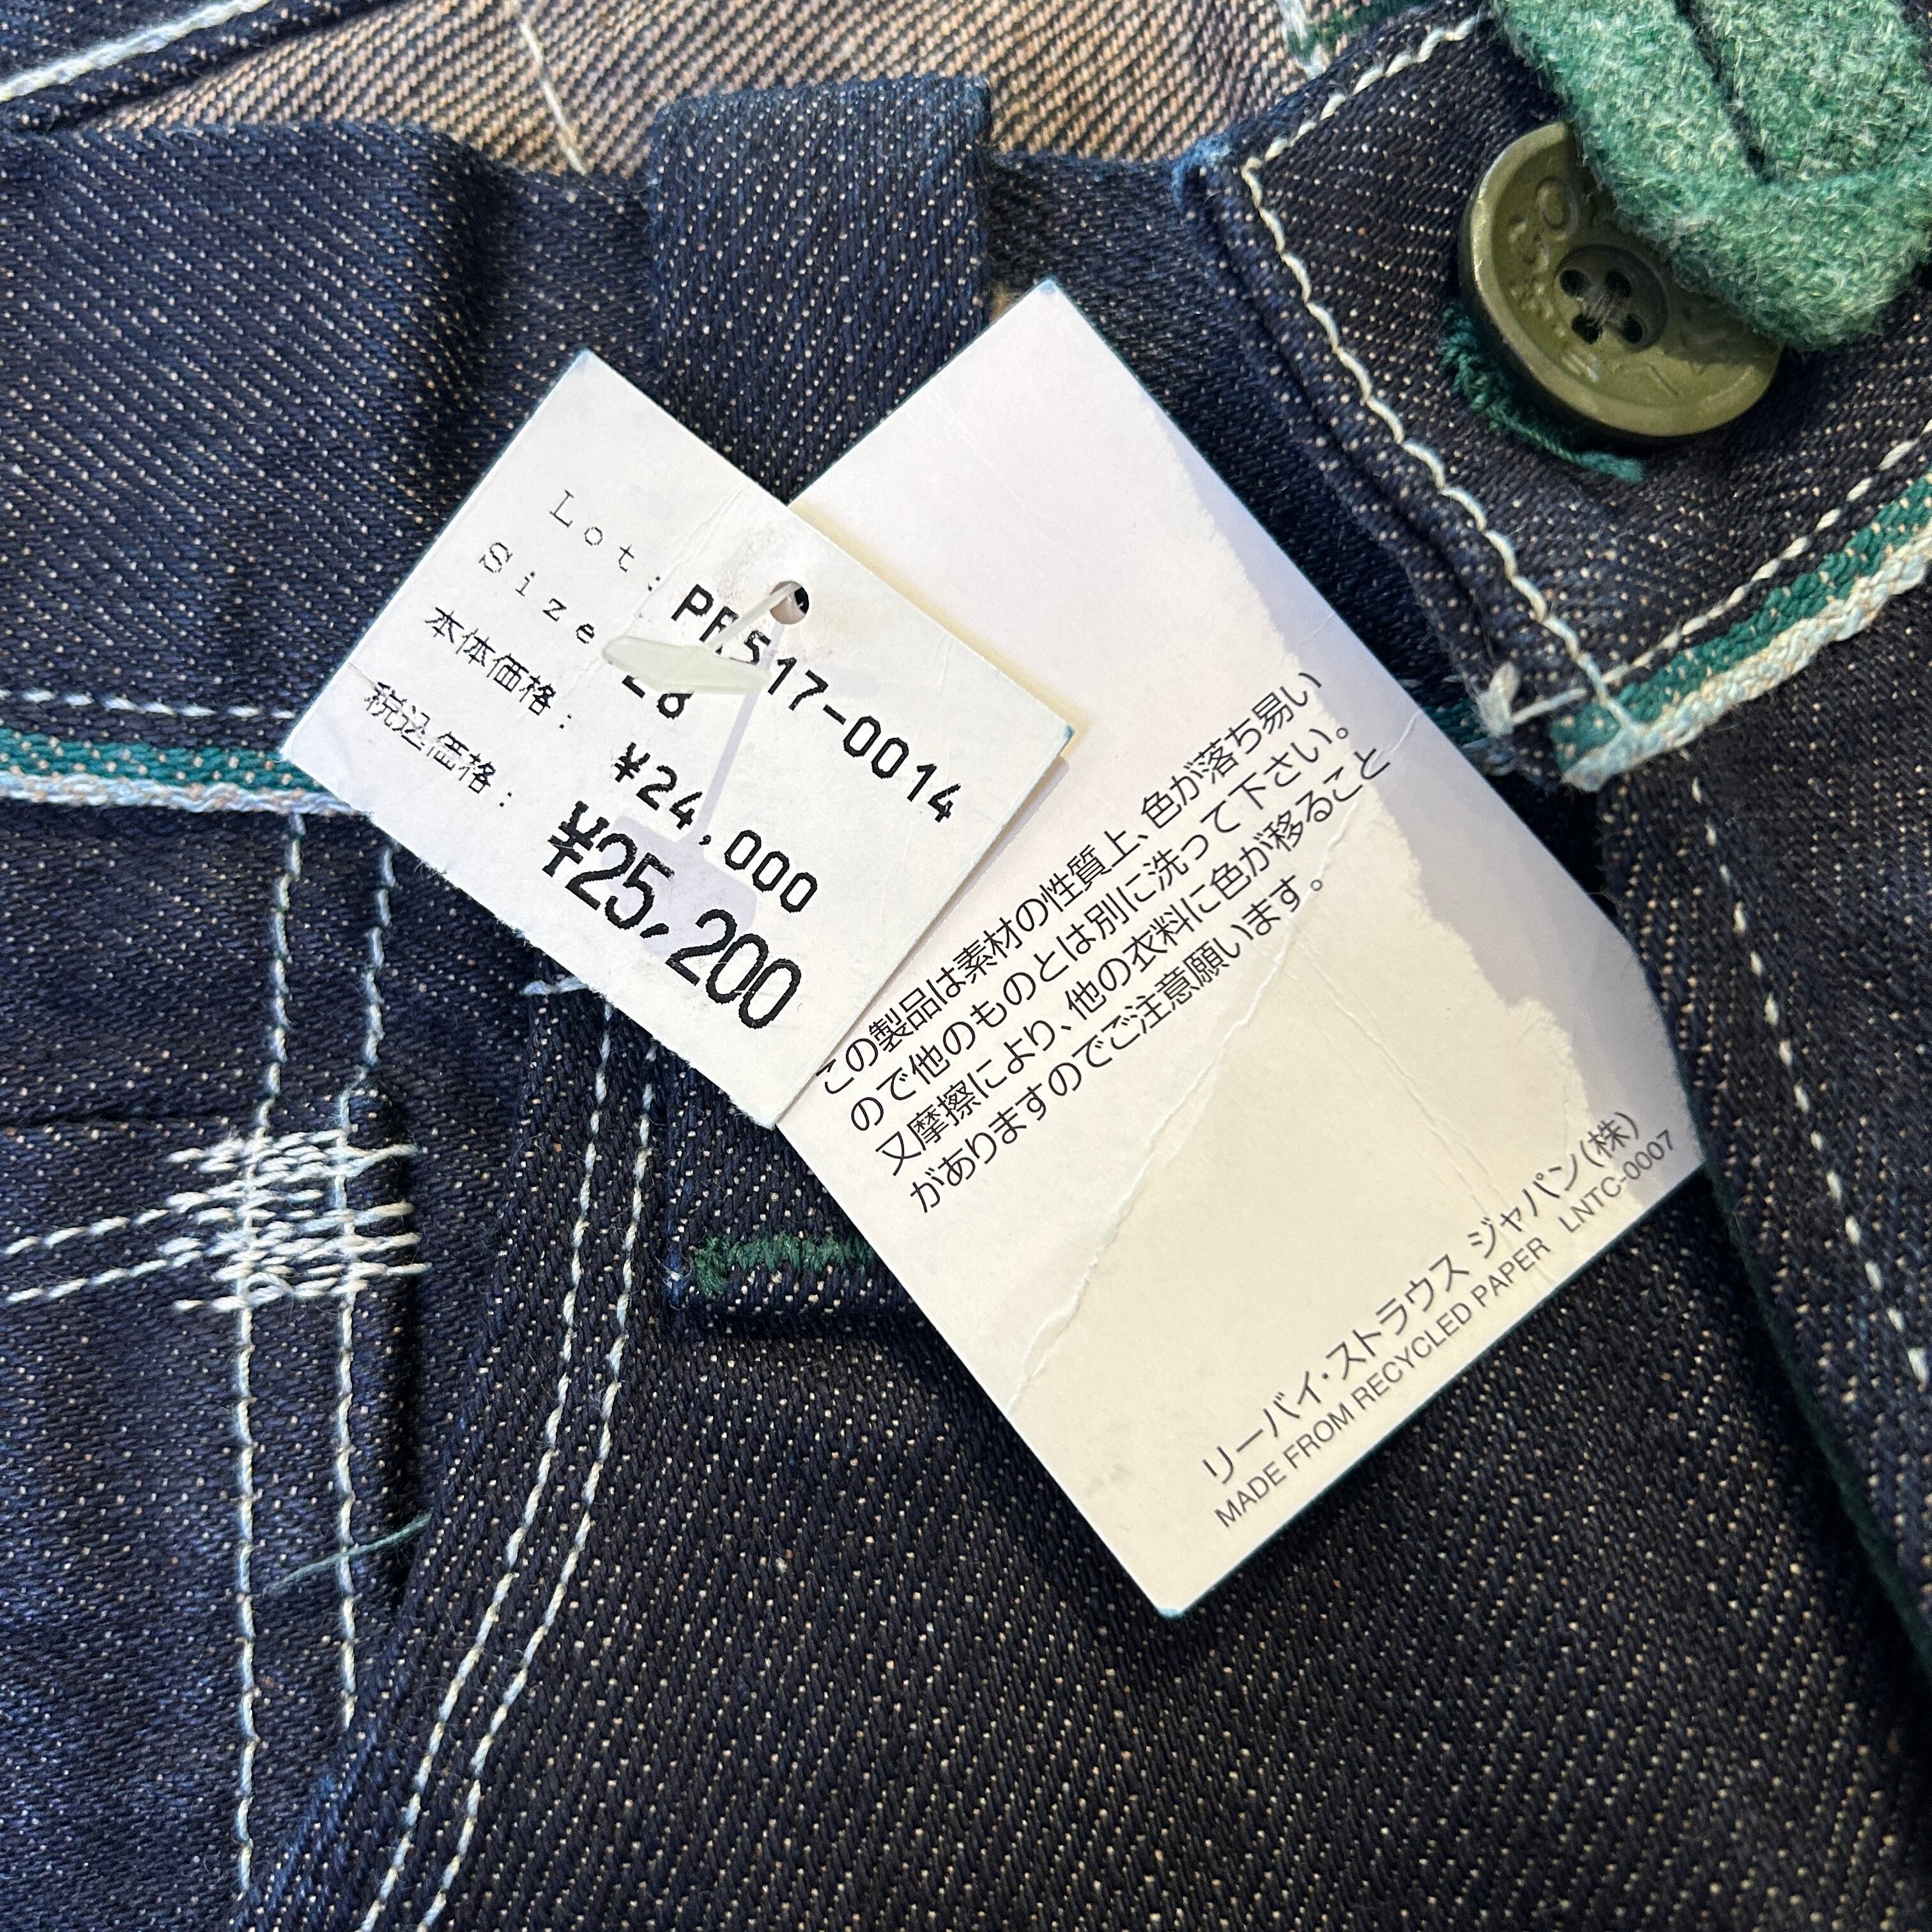 Lot: PR517-0014
Size
本体価格: ¥24,000
税込価格: ¥25,200
この製品は素材の性質上、色が落ち易い
ので他のものとは別に洗って下さい。
又摩擦により、他の衣料に色が移ること
がありますのでご注意願います。
リーバイ・ストラウス ジャパン(株)
MADE FROM RECYCLED PAPER LNTC-0007